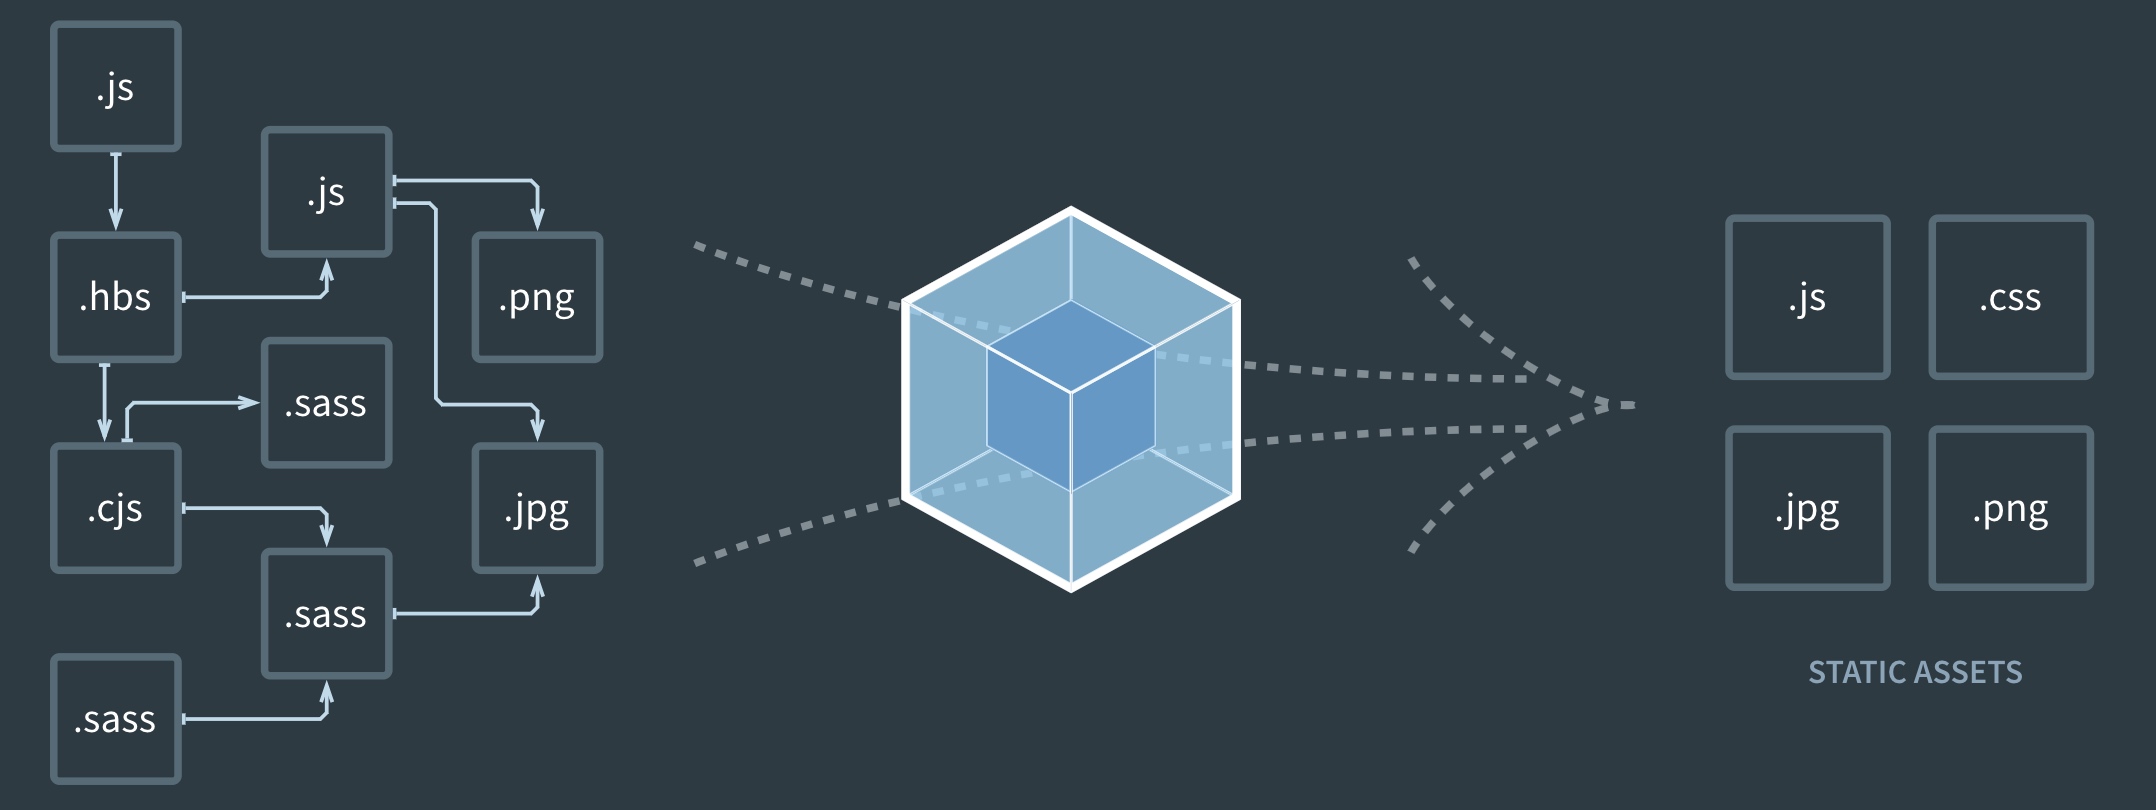 .js
.js
.hbs
.png
.sass
.cjs
.jpg
.sass
.sass
.js
.css
.jpg
.png
STATIC ASSETS